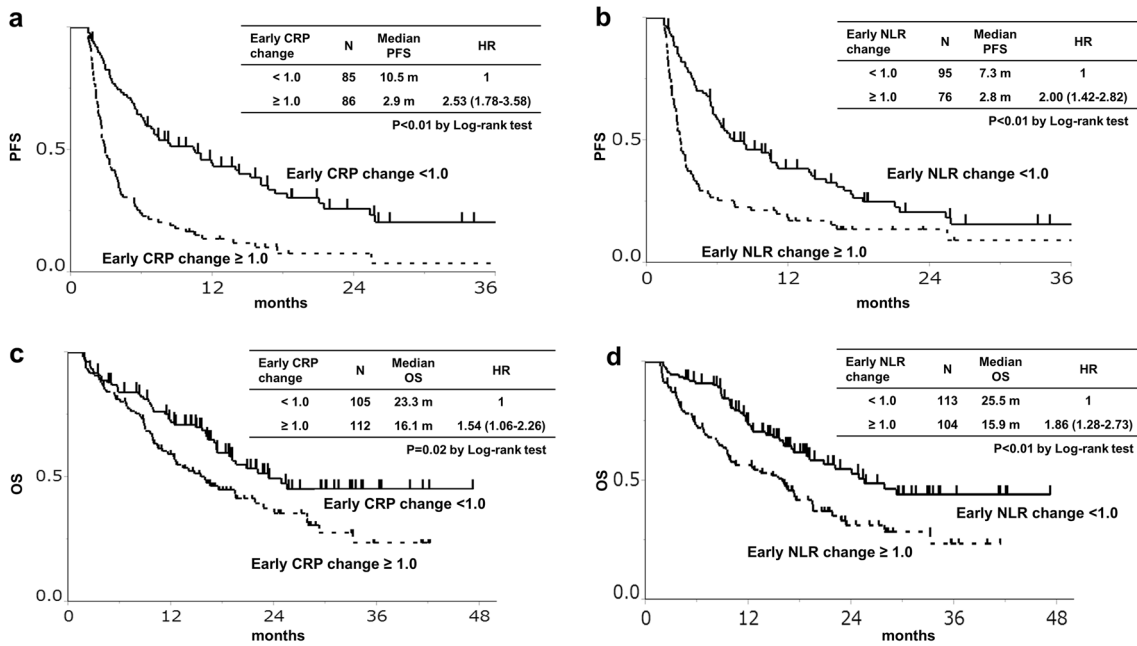 a
Early CRP change N Median PFS HR
< 1.0 85 10.5 m 1
≥ 1.0 86 2.9 m 2.53 (1.78-3.58)
P<0.01 by Log-rank test
PFS
0.5
0.0
Early CRP change <1.0
Early CRP change ≥ 1.0
0 12 24 36
months
b
Early NLR change N Median PFS HR
< 1.0 95 7.3 m 1
≥ 1.0 76 2.8 m 2.00 (1.42-2.82)
P<0.01 by Log-rank test
PFS
0.5
0.0
Early NLR change <1.0
Early NLR change ≥ 1.0
0 12 24 36
months
c
Early CRP change N Median OS HR
< 1.0 105 23.3 m 1
≥ 1.0 112 16.1 m 1.54 (1.06-2.26)
P=0.02 by Log-rank test
OS
0.5
0.0
Early CRP change <1.0
Early CRP change ≥ 1.0
0 12 24 36 48
months
d
Early NLR change N Median OS HR
< 1.0 113 25.5 m 1
≥ 1.0 104 15.9 m 1.86 (1.28-2.73)
P<0.01 by Log-rank test
OS
0.5
0.0
Early NLR change <1.0
Early NLR change ≥ 1.0
0 12 24 36 48
months